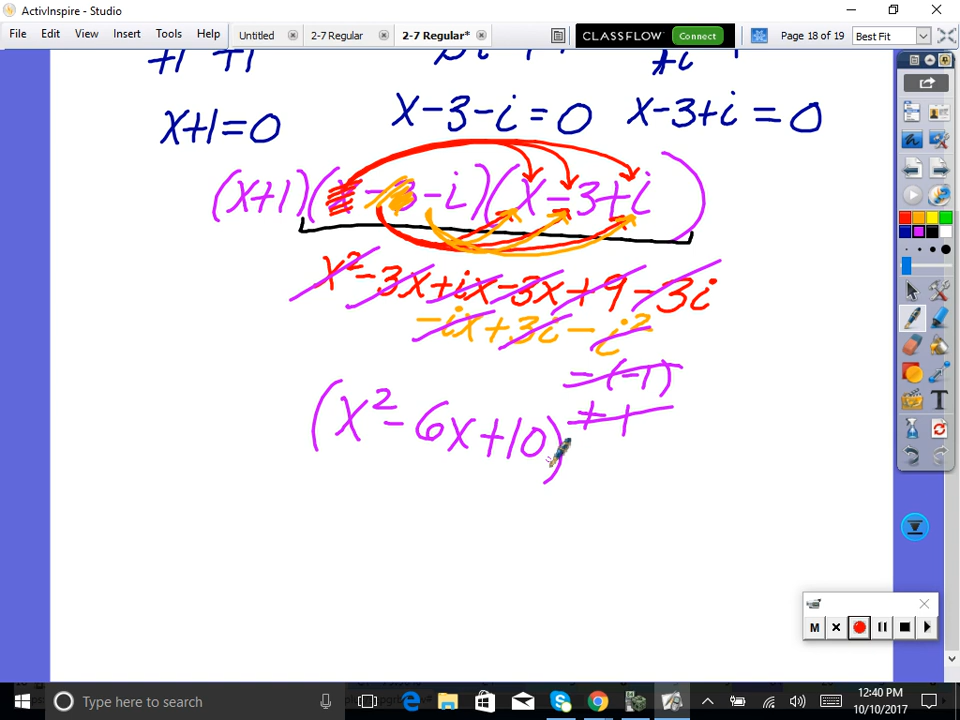 ActivInspire - Studio
File Edit View Insert Tools Help Untitled 2-7 Regular 2-7 Regular* CLASSFLOW Connect Page 18 of 19 Best Fit
+1 +1
x+1=0 x-3-i=0 x-3+i=0
(x+1)(x-3-i)(x-3+i)
x²-3x+ix-3x+9-3i
-ix+3i-i²
-(-1)
+1
(x²-6x+10)
M
Type here to search
12:40 PM
10/10/2017